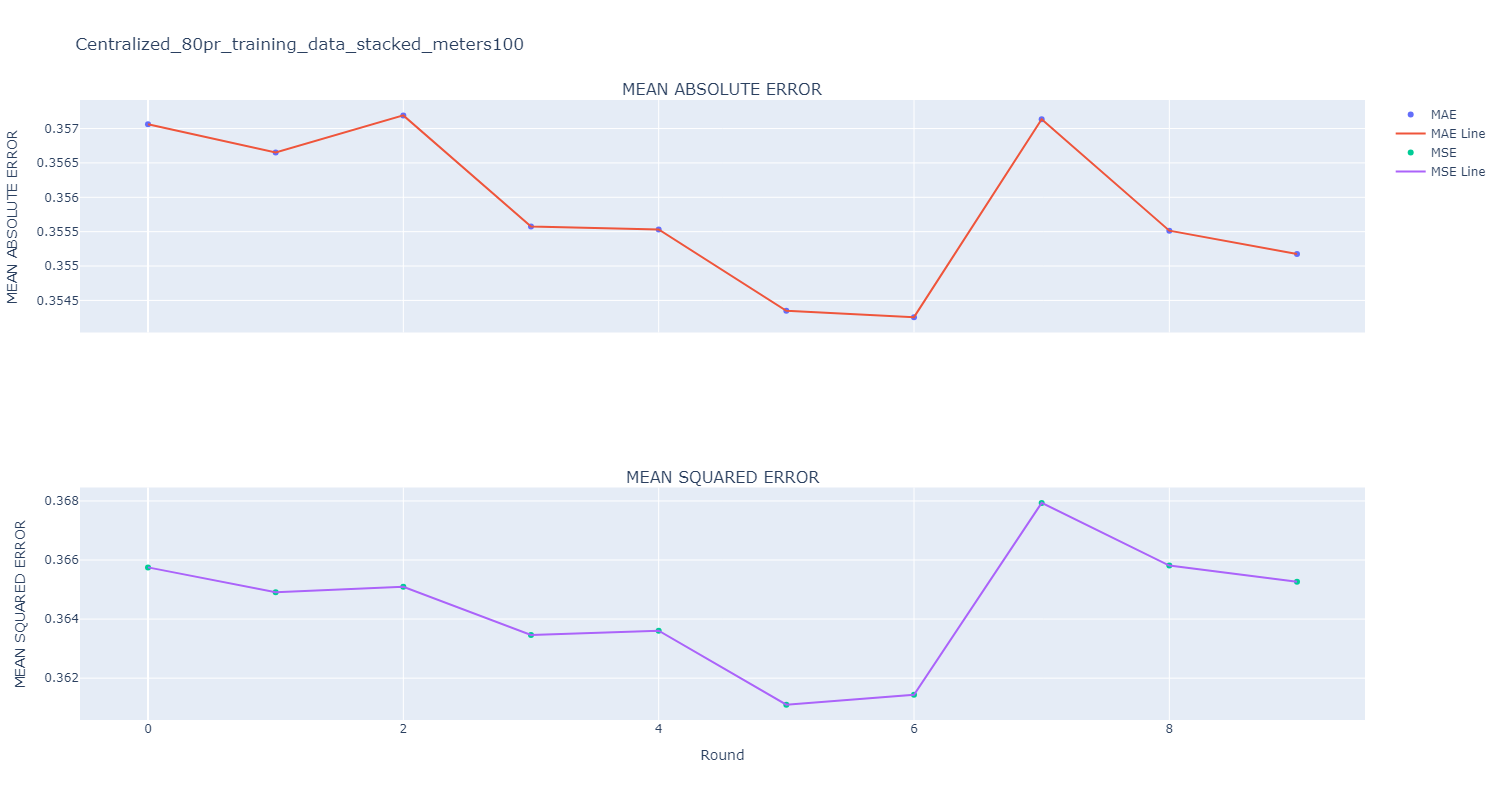 Centralized_80pr_training_data_stacked_meters100
MEAN ABSOLUTE ERROR
MEAN ABSOLUTE ERROR
0.357
0.3565
0.356
0.3555
0.355
0.3545
MAE
MAE Line
MSE
MSE Line
MEAN SQUARED ERROR
MEAN SQUARED ERROR
0.368
0.366
0.364
0.362
0 2 4 6 8
Round